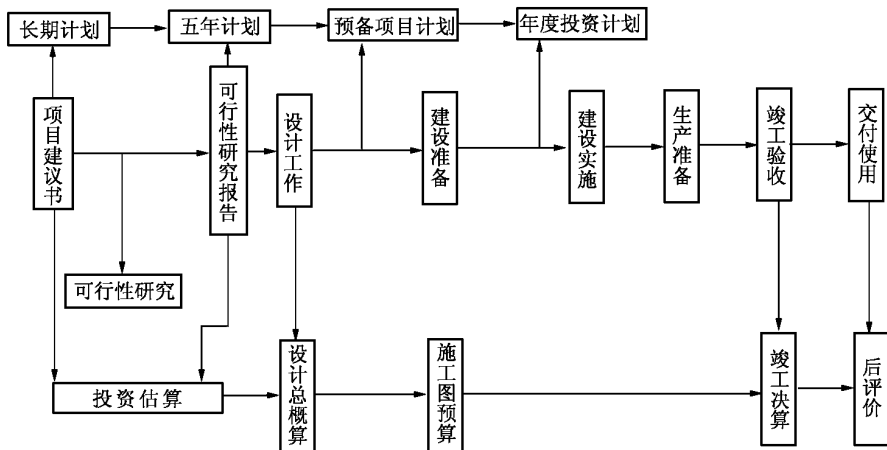 长期计划
五年计划
预备项目计划
年度投资计划
项目建议书
可行性研究报告
设计工作
建设准备
建设实施
生产准备
竣工验收
交付使用
可行性研究
投资估算
设计总概算
施工图预算
竣工决算
后评价